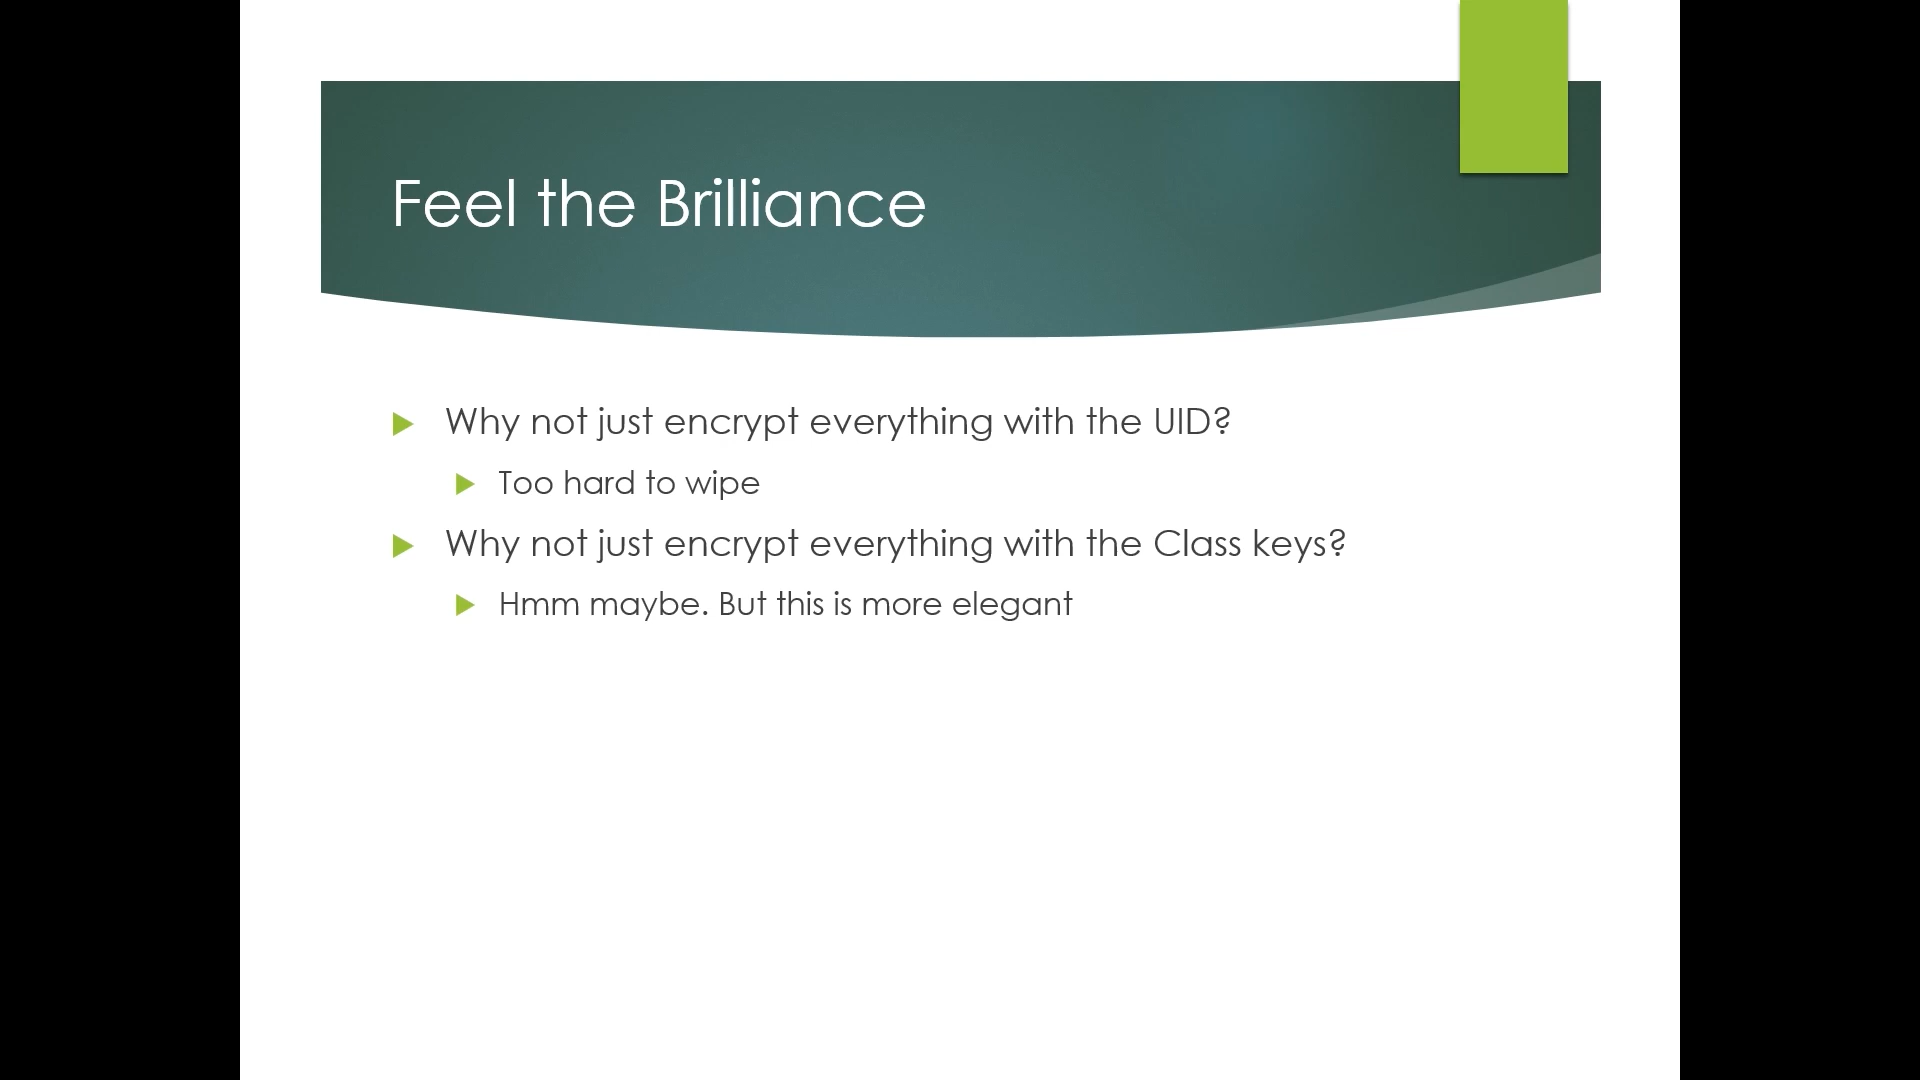 Feel the Brilliance
Why not just encrypt everything with the UID?
Too hard to wipe
Why not just encrypt everything with the Class keys?
Hmm maybe. But this is more elegant